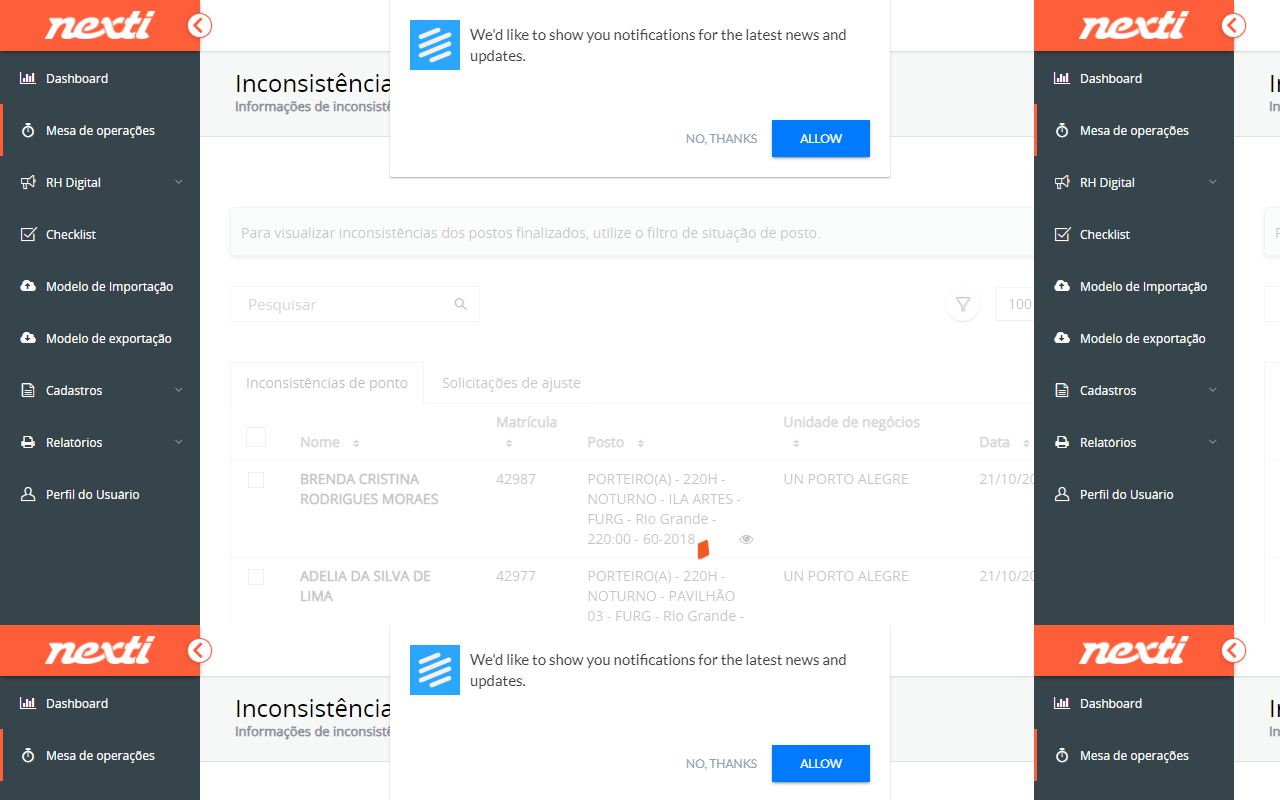 nexti
Dashboard
Mesa de operações
RH Digital
Checklist
Modelo de Importação
Modelo de exportação
Cadastros
Relatórios
Perfil do Usuário
Inconsistência
Informações de inconsistê
We'd like to show you notifications for the latest news and
updates.
NO, THANKS
ALLOW
Para visualizar inconsistências dos postos finalizados, utilize o filtro de situação de posto.
Pesquisar
100
Inconsistências de ponto
Solicitações de ajuste
Nome
Matrícula
Posto
Unidade de negócios
Data
BRENDA CRISTINA
RODRIGUES MORAES
42987
PORTEIRO(A) - 220H -
NOTURNO - ILA ARTES -
FURG - Rio Grande -
220:00 - 60-2018
UN PORTO ALEGRE
21/10/20
ADELIA DA SILVA DE
LIMA
42977
PORTEIRO(A) - 220H -
NOTURNO - PAVILHÃO
03 - FURG - Rio Grande -
UN PORTO ALEGRE
21/10/20
nexti
Dashboard
Mesa de operações
RH Digital
Checklist
Modelo de Importação
Modelo de exportação
Cadastros
Relatórios
Perfil do Usuário
In
In
nexti
Dashboard
Mesa de operações
Inconsistência
Informações de inconsistê
We'd like to show you notifications for the latest news and
updates.
NO, THANKS
ALLOW
nexti
Dashboard
Mesa de operações
In
In